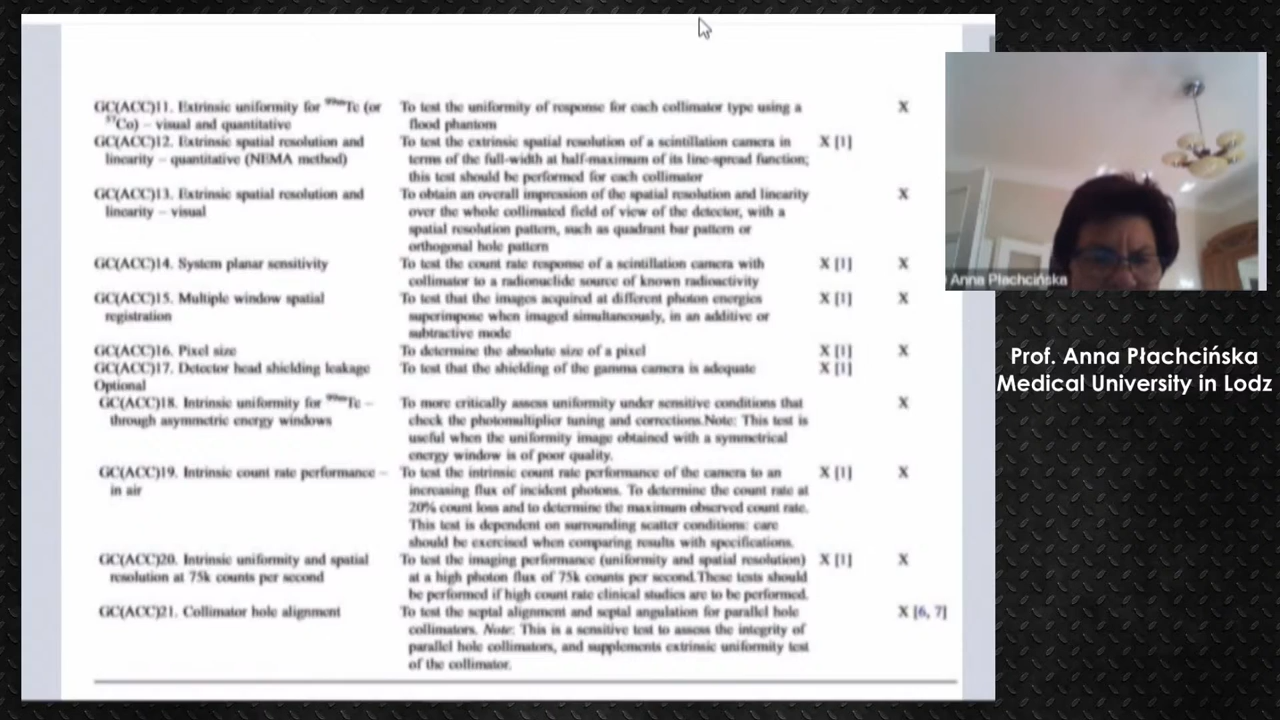 GC(ACC)11. Extrinsic uniformity for ⁹⁹ᵐTc (or To test the uniformity of response for each collimator type using a X
⁵⁷Co) – visual and quantitative flood phantom
GC(ACC)12. Extrinsic spatial resolution and To test the extrinsic spatial resolution of a scintillation camera in X [1]
linearity – quantitative (NEMA method) terms of the full-width at half-maximum of its line-spread function;
this test should be performed for each collimator
GC(ACC)13. Extrinsic spatial resolution and To obtain an overall impression of the spatial resolution and linearity X
linearity – visual over the whole collimated field of view of the detector, with a
spatial resolution pattern, such as quadrant bar pattern or
orthogonal hole pattern
GC(ACC)14. System planar sensitivity To test the count rate response of a scintillation camera with X [1] X
collimator to a radionuclide source of known radioactivity
GC(ACC)15. Multiple window spatial To test that the images acquired at different photon energies X [1] X
registration superimpose when imaged simultaneously, in an additive or
subtractive mode
GC(ACC)16. Pixel size To determine the absolute size of a pixel X [1] X
GC(ACC)17. Detector head shielding leakage To test that the shielding of the gamma camera is adequate X [1]
Optional
GC(ACC)18. Intrinsic uniformity for ⁹⁹ᵐTc – To more critically assess uniformity under sensitive conditions that X
through asymmetric energy windows check the photomultiplier tuning and corrections.Note: This test is
useful when the uniformity image obtained with a symmetrical
energy window is of poor quality.
GC(ACC)19. Intrinsic count rate performance – To test the intrinsic count rate performance of the camera to an X [1] X
in air increasing flux of incident photons. To determine the count rate at
20% count loss and to determine the maximum observed count rate.
This test is dependent on surrounding scatter conditions: care
should be exercised when comparing results with specifications.
GC(ACC)20. Intrinsic uniformity and spatial To test the imaging performance (uniformity and spatial resolution) X [1] X
resolution at 75k counts per second at a high photon flux of 75k counts per second.These tests should
be performed if high count rate clinical studies are to be performed.
GC(ACC)21. Collimator hole alignment To test the septal alignment and septal angulation for parallel hole X [6, 7]
collimators. Note: This is a sensitive test to assess the integrity of
parallel hole collimators, and supplements extrinsic uniformity test
of the collimator.
Anna Płachcińska
Prof. Anna Płachcińska
Medical University in Lodz